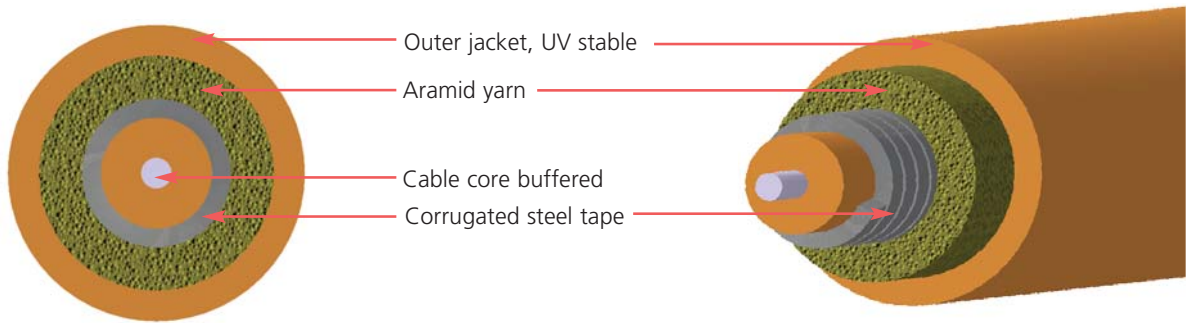 Outer jacket, UV stable
Aramid yarn
Cable core buffered
Corrugated steel tape